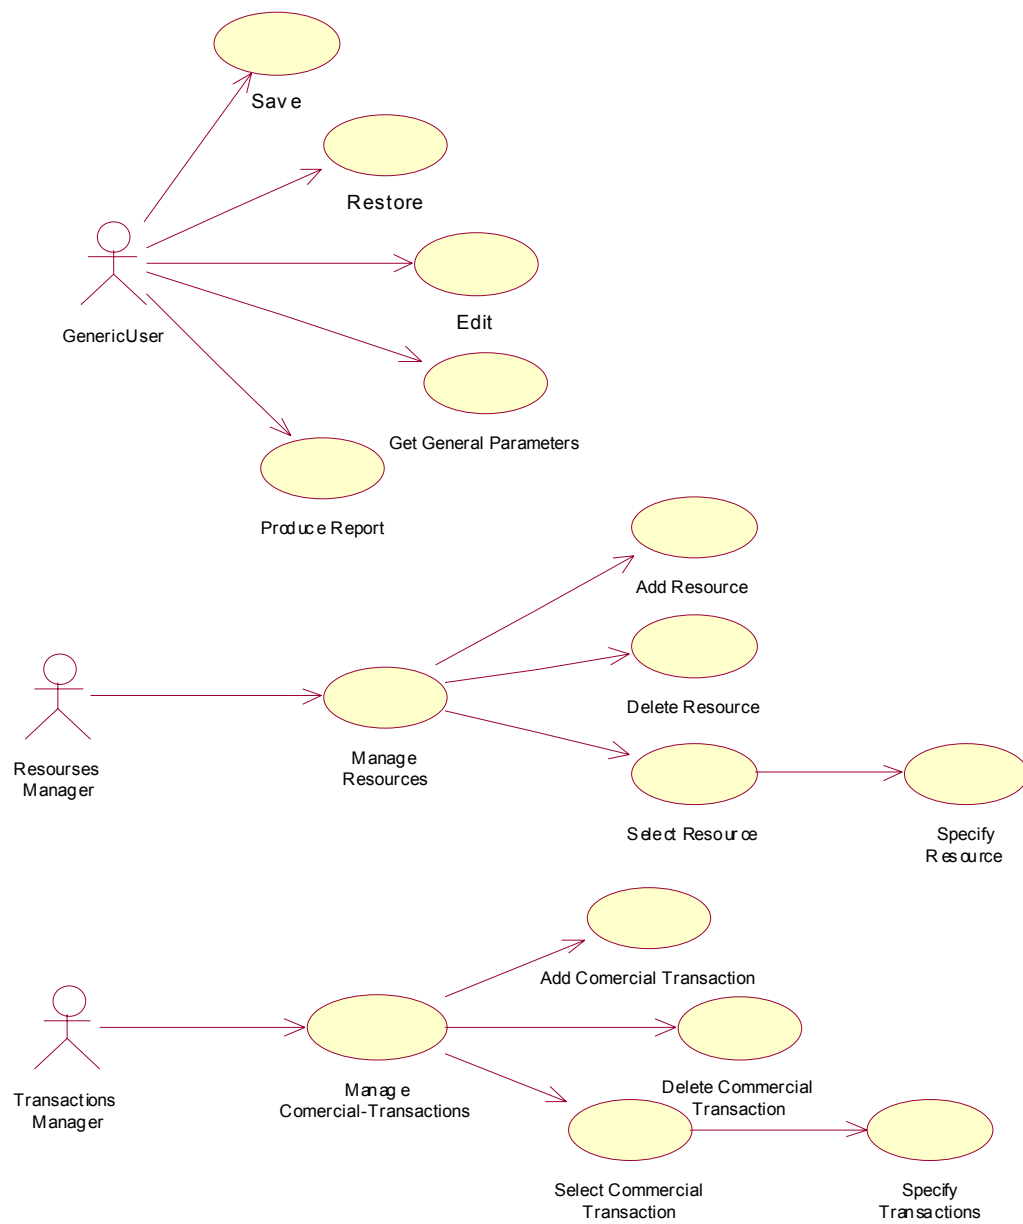 Save
Restore
Edit
GenericUser
Get General Parameters
Produce Report
Add Resource
Delete Resource
Manage
Resources
Resourses
Manager
Select Resource
Specify
Resource
Add Comercial Transaction
Delete Commercial
Transaction
Manage
Comercial-Transactions
Transactions
Manager
Select Commercial
Transaction
Specify
Transactions